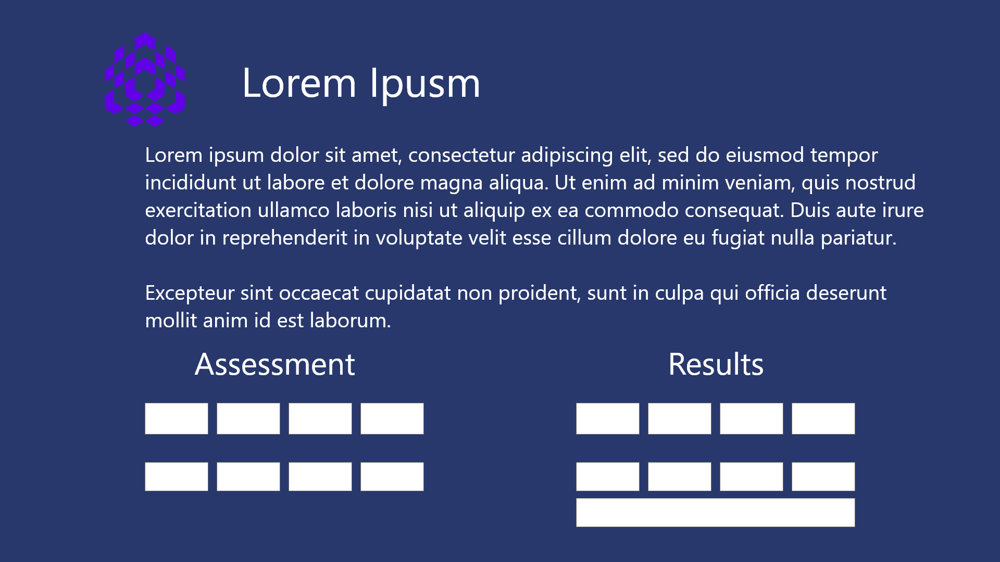 Lorem Ipusm
Lorem ipsum dolor sit amet, consectetur adipiscing elit, sed do eiusmod tempor
incididunt ut labore et dolore magna aliqua. Ut enim ad minim veniam, quis nostrud
exercitation ullamco laboris nisi ut aliquip ex ea commodo consequat. Duis aute irure
dolor in reprehenderit in voluptate velit esse cillum dolore eu fugiat nulla pariatur.
Excepteur sint occaecat cupidatat non proident, sunt in culpa qui officia deserunt
mollit anim id est laborum.
Assessment
Results